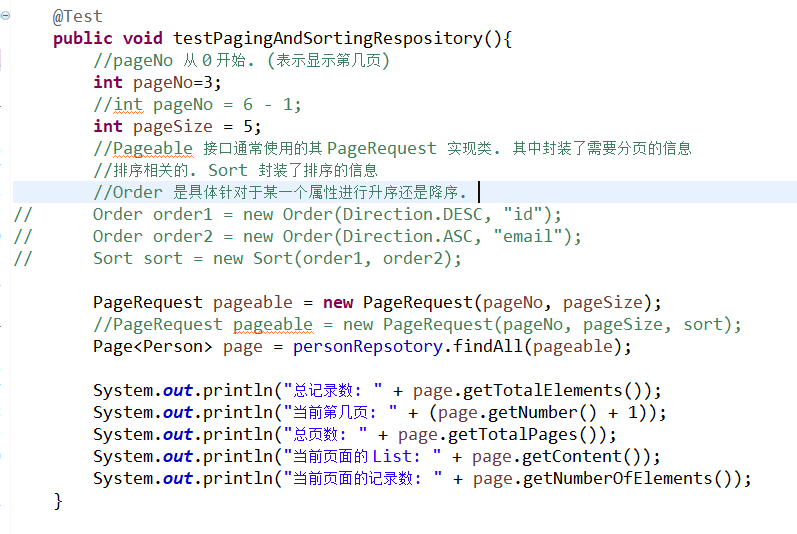 @Test
public void testPagingAndSortingRespository(){
//pageNo 从 0 开始. (表示显示第几页)
int pageNo=3;
//int pageNo = 6 - 1;
int pageSize = 5;
//Pageable 接口通常使用的其 PageRequest 实现类. 其中封装了需要分页的信息
//排序相关的. Sort 封装了排序的信息
//Order 是具体针对于某一个属性进行升序还是降序.
// Order order1 = new Order(Direction.DESC, "id");
// Order order2 = new Order(Direction.ASC, "email");
// Sort sort = new Sort(order1, order2);
PageRequest pageable = new PageRequest(pageNo, pageSize);
//PageRequest pageable = new PageRequest(pageNo, pageSize, sort);
Page<Person> page = personRepsotory.findAll(pageable);
System.out.println("总记录数: " + page.getTotalElements());
System.out.println("当前第几页: " + (page.getNumber() + 1));
System.out.println("总页数: " + page.getTotalPages());
System.out.println("当前页面的 List: " + page.getContent());
System.out.println("当前页面的记录数: " + page.getNumberOfElements());
}